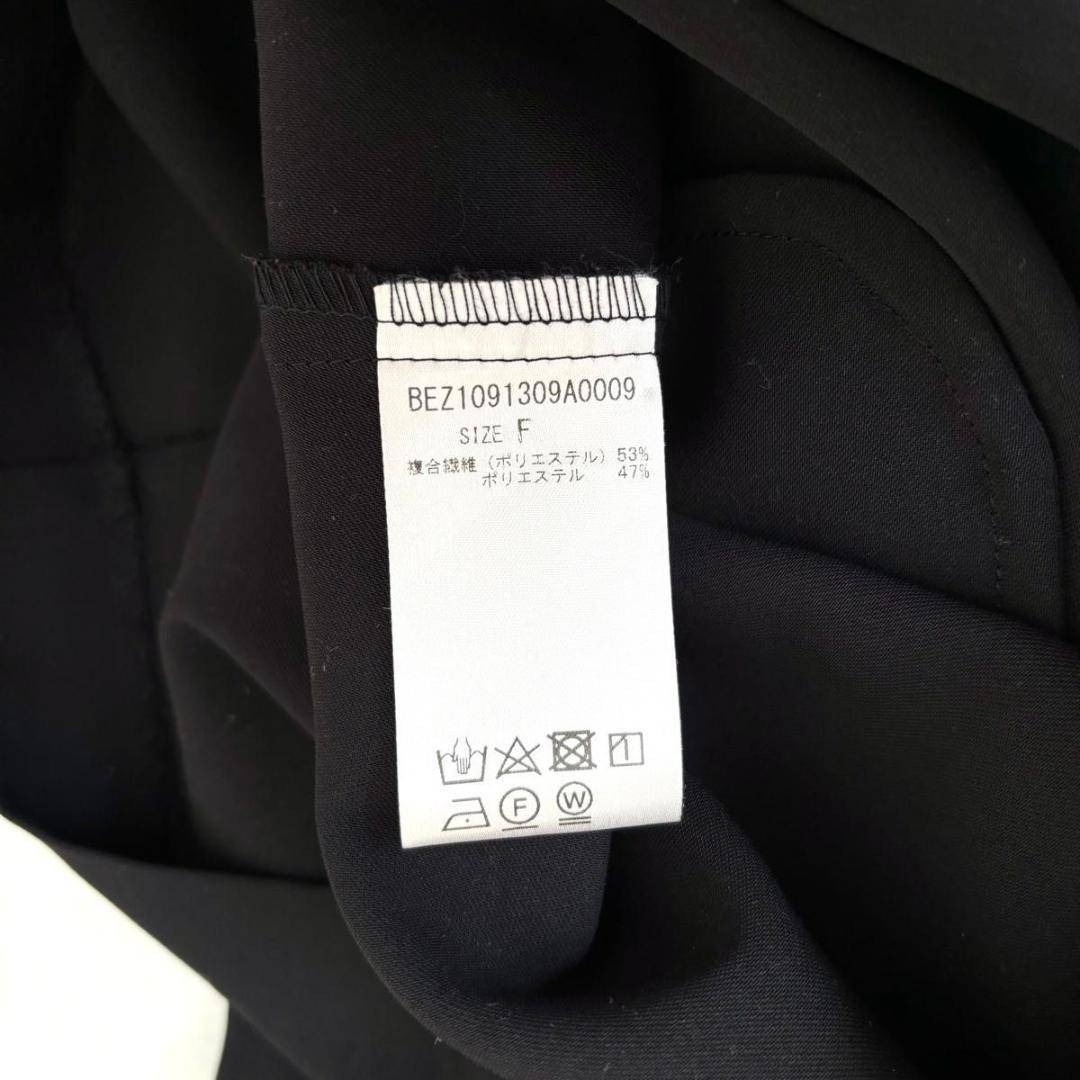 BEZ1091309A0009
SIZE F
複合繊維 (ポリエステル) 53%
ポリエステル 47%
F W